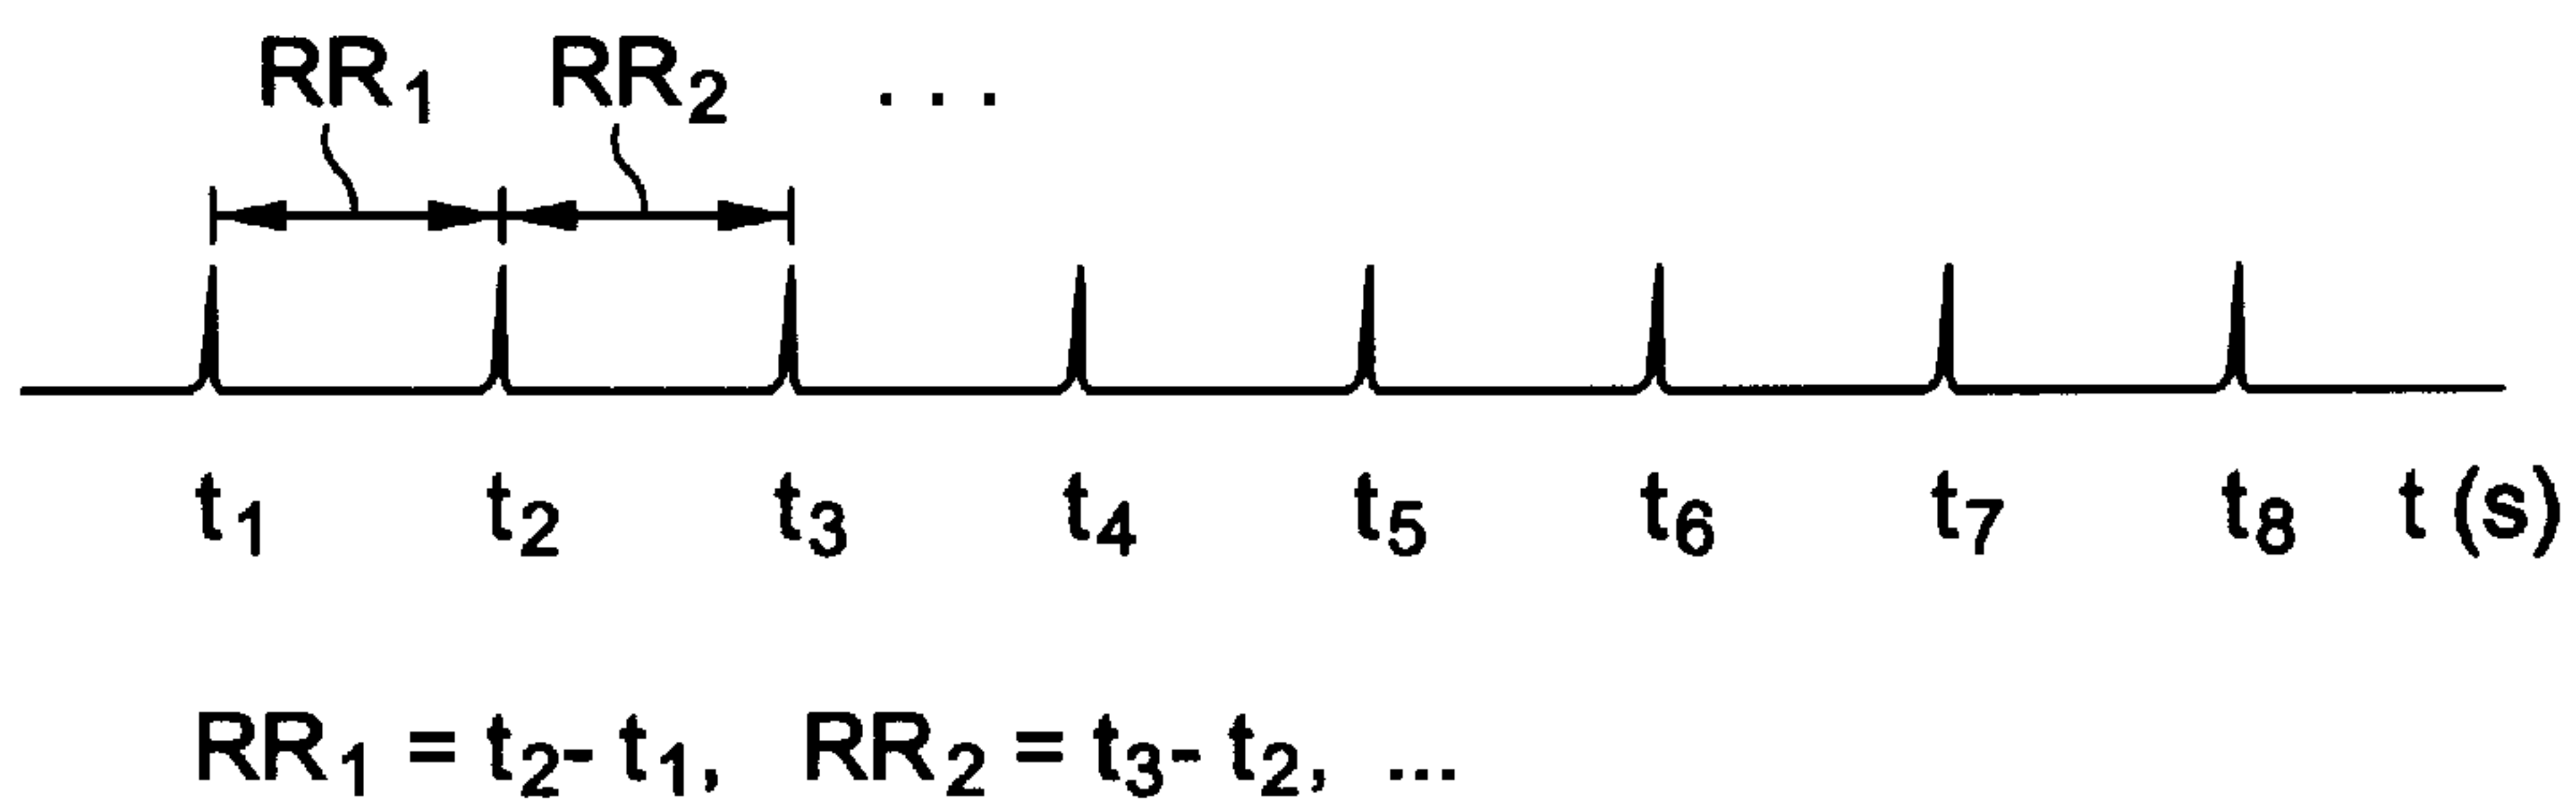 RR1 RR2 ...
t1 t2 t3 t4 t5 t6 t7 t8 t (s)
RR1 = t2- t1, RR2 = t3- t2, ...